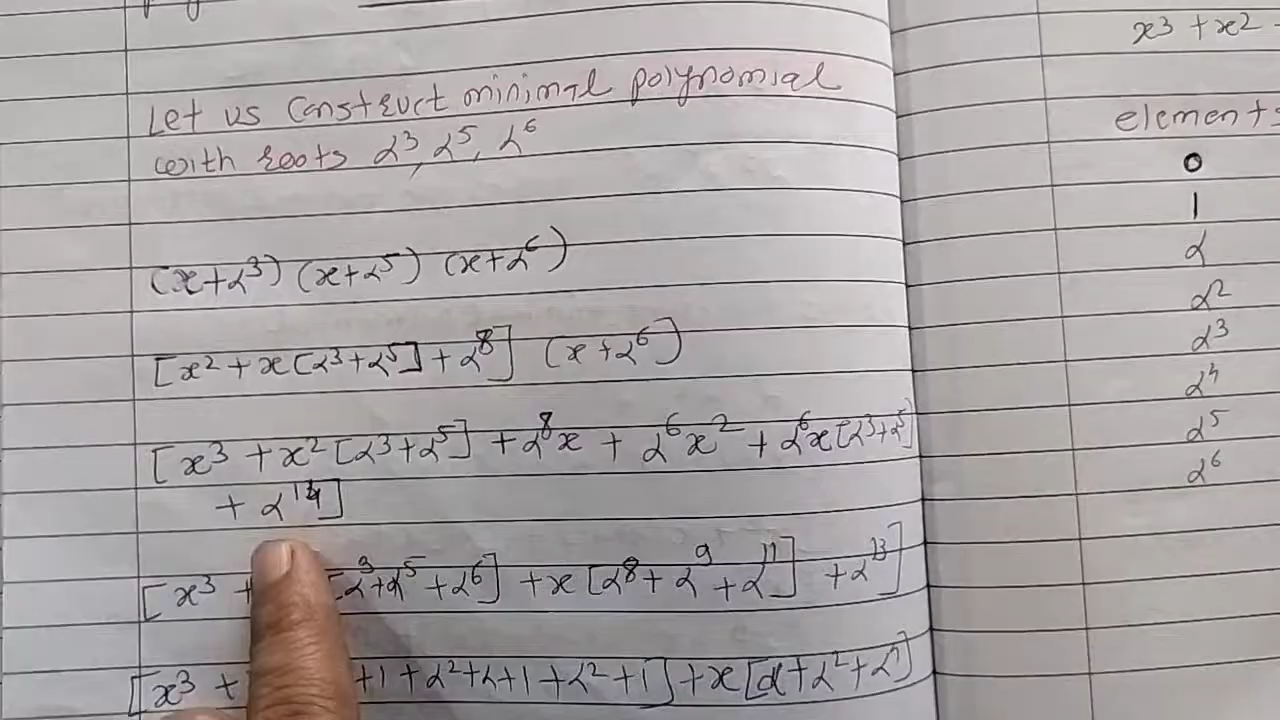 Let us construct minimal polynomial
with roots α³, α⁵, α⁶
(x+α³) (x+α⁵) (x+α⁶)
[x² + x[α³+α⁵] + α⁸] (x+α⁶)
[x³ + x²[α³+α⁵] + α⁸x + α⁶x² + α⁶x[α³+α⁵]
+ α¹⁴]
[x³ + [α³+α⁵+α⁶] + x[α⁸+α⁹+α¹¹] + α¹³]
[x³ + +1+α²+α+1+α²+1] + x[α+α²+α
x³ + x²
elements
0
1
α
α²
α³
α⁴
α⁵
α⁶